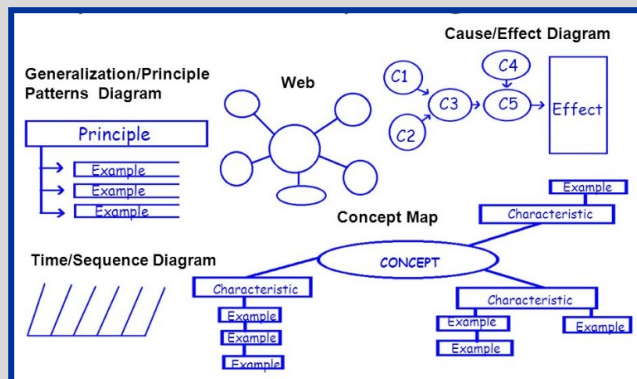 Cause/Effect Diagram
Generalization/Principle
Patterns Diagram
Principle
Example
Example
Example
Web
C1
C2
C3
C4
C5
Effect
Concept Map
CONCEPT
Example
Characteristic
Characteristic
Example
Example
Example
Characteristic
Example
Example
Example
Time/Sequence Diagram